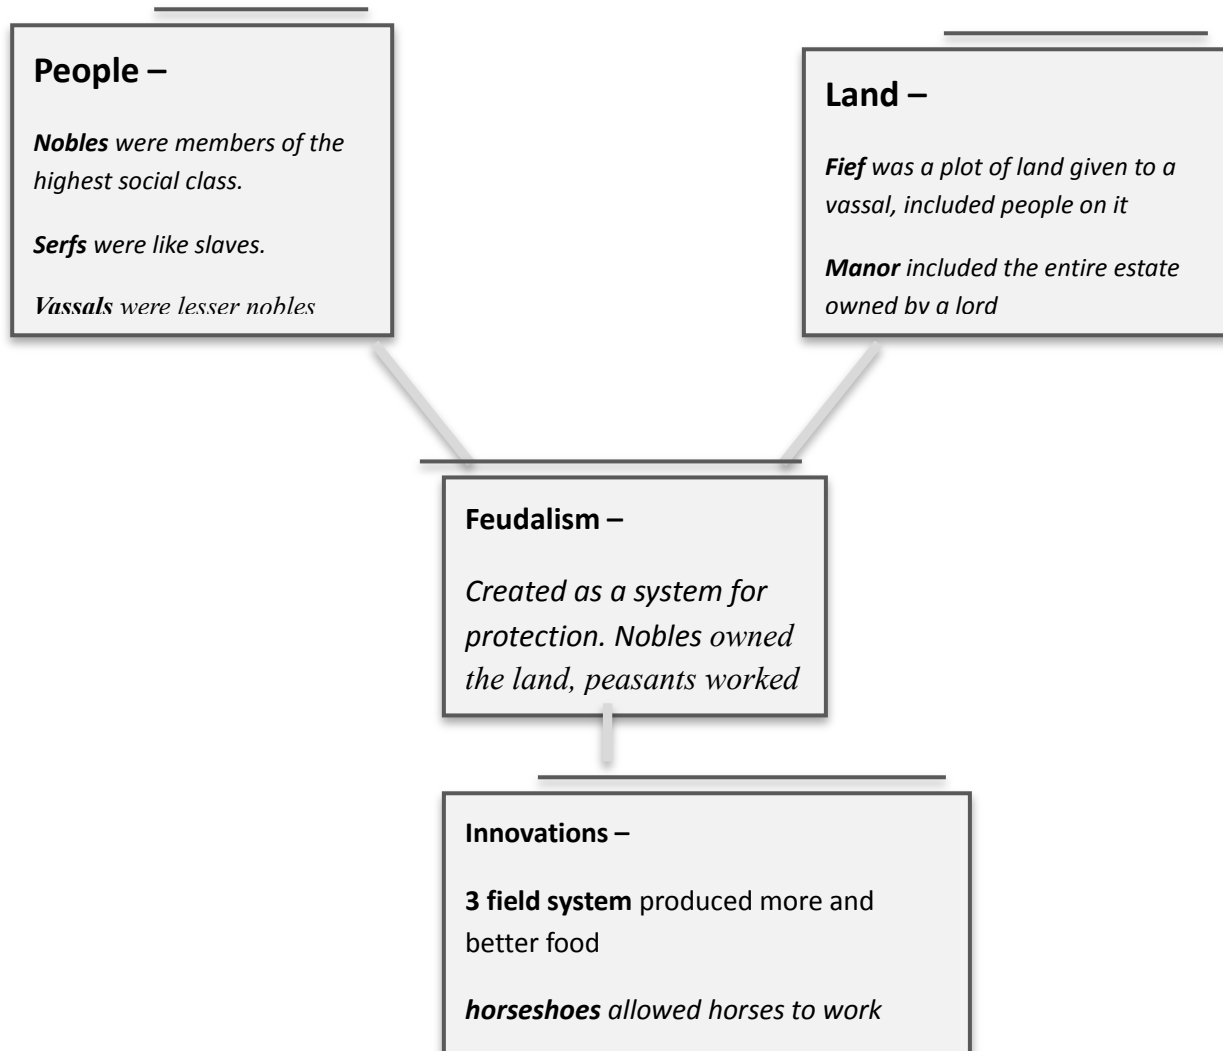 People –
Nobles were members of the
highest social class.
Serfs were like slaves.
Vassals were lesser nobles
Land –
Fief was a plot of land given to a
vassal, included people on it
Manor included the entire estate
owned by a lord
Feudalism –
Created as a system for
protection. Nobles owned
the land, peasants worked
Innovations –
3 field system produced more and
better food
horseshoes allowed horses to work